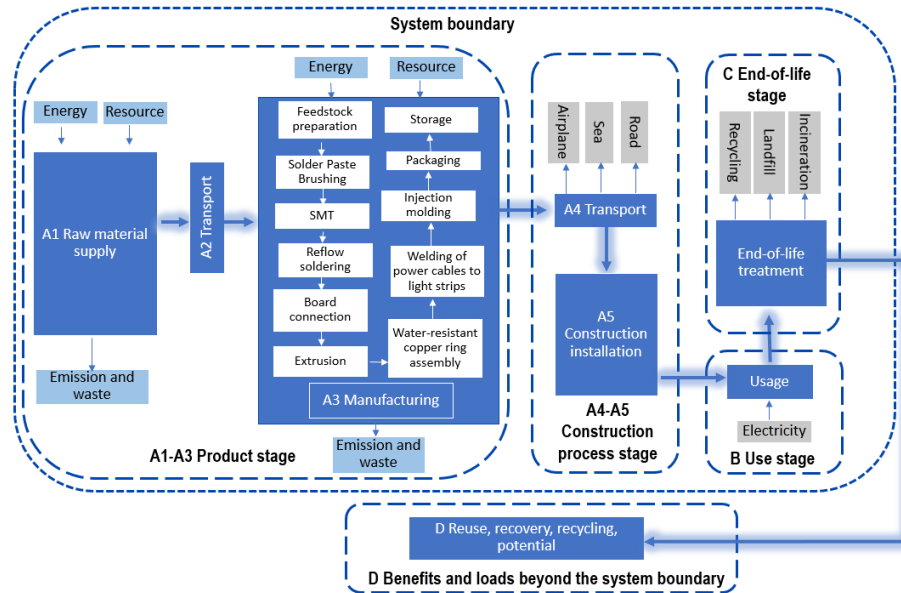 System boundary
Energy
Resource
A1 Raw material
supply
Emission and
waste
A2 Transport
Energy
Resource
Feedstock
preparation
Solder Paste
Brushing
SMT
Reflow
soldering
Board
connection
Extrusion
Water-resistant
copper ring
assembly
Welding of
power cables to
light strips
Injection
molding
Packaging
Storage
A3 Manufacturing
Emission and
waste
A1-A3 Product stage
Airplane
Sea
Road
A4 Transport
A5
Construction
installation
A4-A5
Construction
process stage
C End-of-life
stage
Recycling
Landfill
Incineration
End-of-life
treatment
Usage
Electricity
B Use stage
D Reuse, recovery, recycling,
potential
D Benefits and loads beyond the system boundary